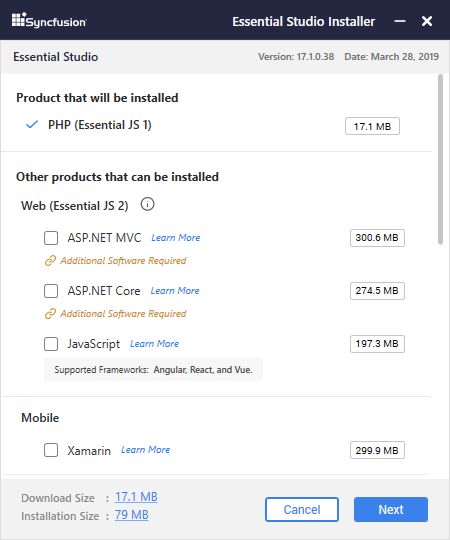 Syncfusion Essential Studio Installer
Essential Studio Version: 17.1.0.38 Date: March 28, 2019
Product that will be installed
PHP (Essential JS 1) 17.1 MB
Other products that can be installed
Web (Essential JS 2)
ASP.NET MVC Learn More 300.6 MB
Additional Software Required
ASP.NET Core Learn More 274.5 MB
Additional Software Required
JavaScript Learn More 197.3 MB
Supported Frameworks: Angular, React, and Vue.
Mobile
Xamarin Learn More 299.9 MB
Download Size : 17.1 MB
Installation Size : 79 MB
Cancel Next